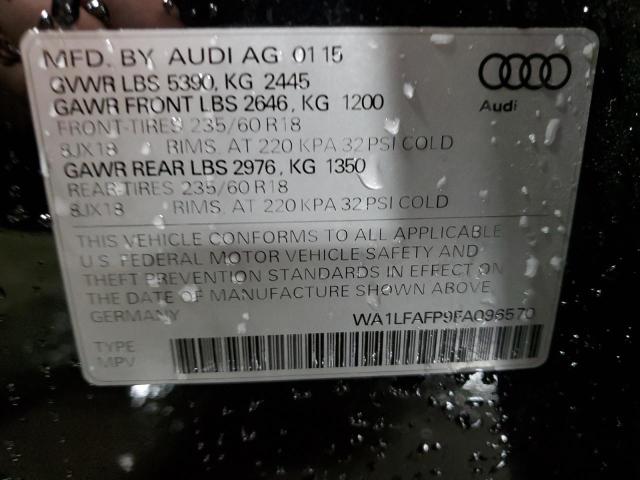 MFD. BY AUDI AG 01 15
GVWR LBS 5390, KG 2445
GAWR FRONT LBS 2646, KG 1200
FRONT-TIRES 235/60 R18
8JX18 RIMS, AT 220 KPA 32 PSI COLD
GAWR REAR LBS 2976, KG 1350
REAR-TIRES 235/60 R18
8JX18 RIMS, AT 220 KPA 32 PSI COLD
Audi
THIS VEHICLE CONFORMS TO ALL APPLICABLE
U.S. FEDERAL MOTOR VEHICLE SAFETY AND
THEFT PREVENTION STANDARDS IN EFFECT ON
THE DATE OF MANUFACTURE SHOWN ABOVE.
GERMANY WA1LFAFP9FA096570
TYPE
MPV